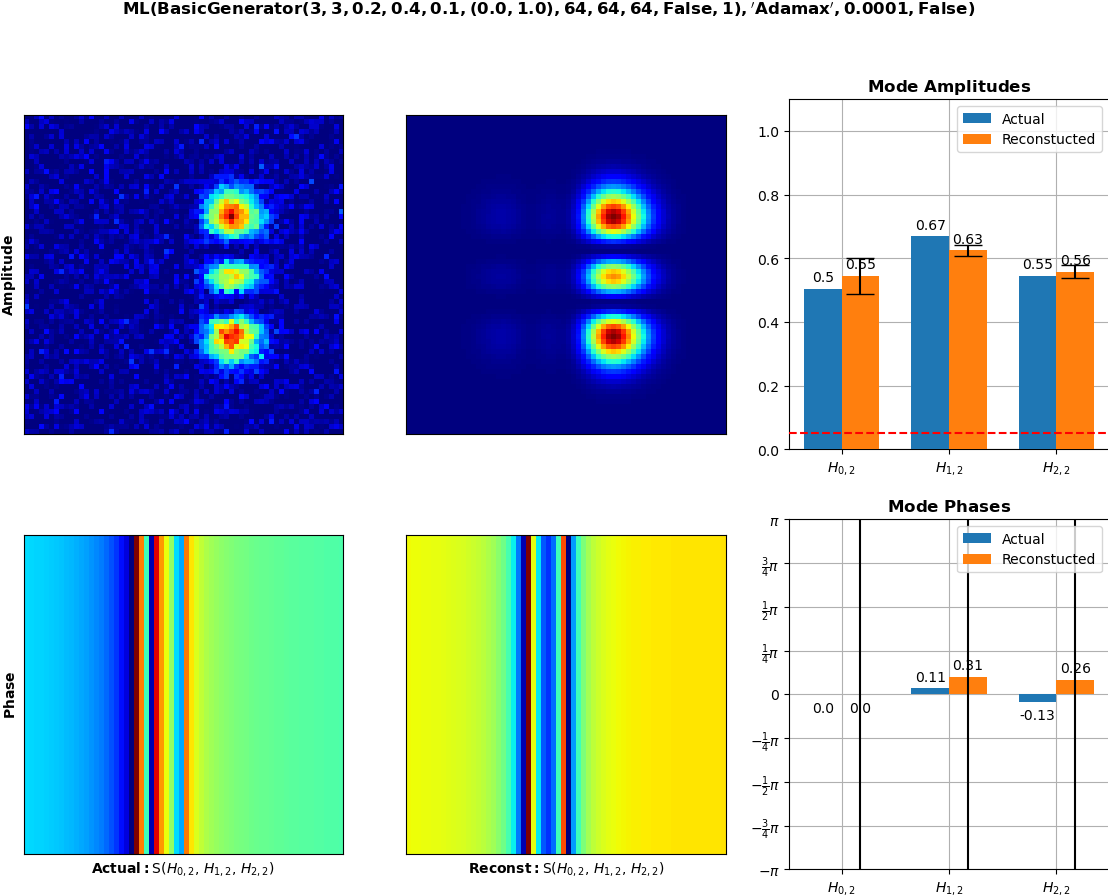 ML(BasicGenerator(3, 3, 0.2, 0.4, 0.1, (0.0, 1.0), 64, 64, 64, False, 1), ′Adamax′, 0.0001, False)
Amplitude
Mode Amplitudes
Actual
Reconstucted
1.0
0.8
0.6
0.4
0.2
0.0
0.5
0.55
0.67
0.63
0.55
0.56
H0,2
H1,2
H2,2
Phase
Actual: S(H0,2, H1,2, H2,2)
Reconst: S(H0,2, H1,2, H2,2)
Mode Phases
Actual
Reconstucted
π
3/4π
1/2π
1/4π
0
−1/4π
−1/2π
−3/4π
−π
0.0
0.0
0.11
0.31
-0.13
0.26
H0,2
H1,2
H2,2